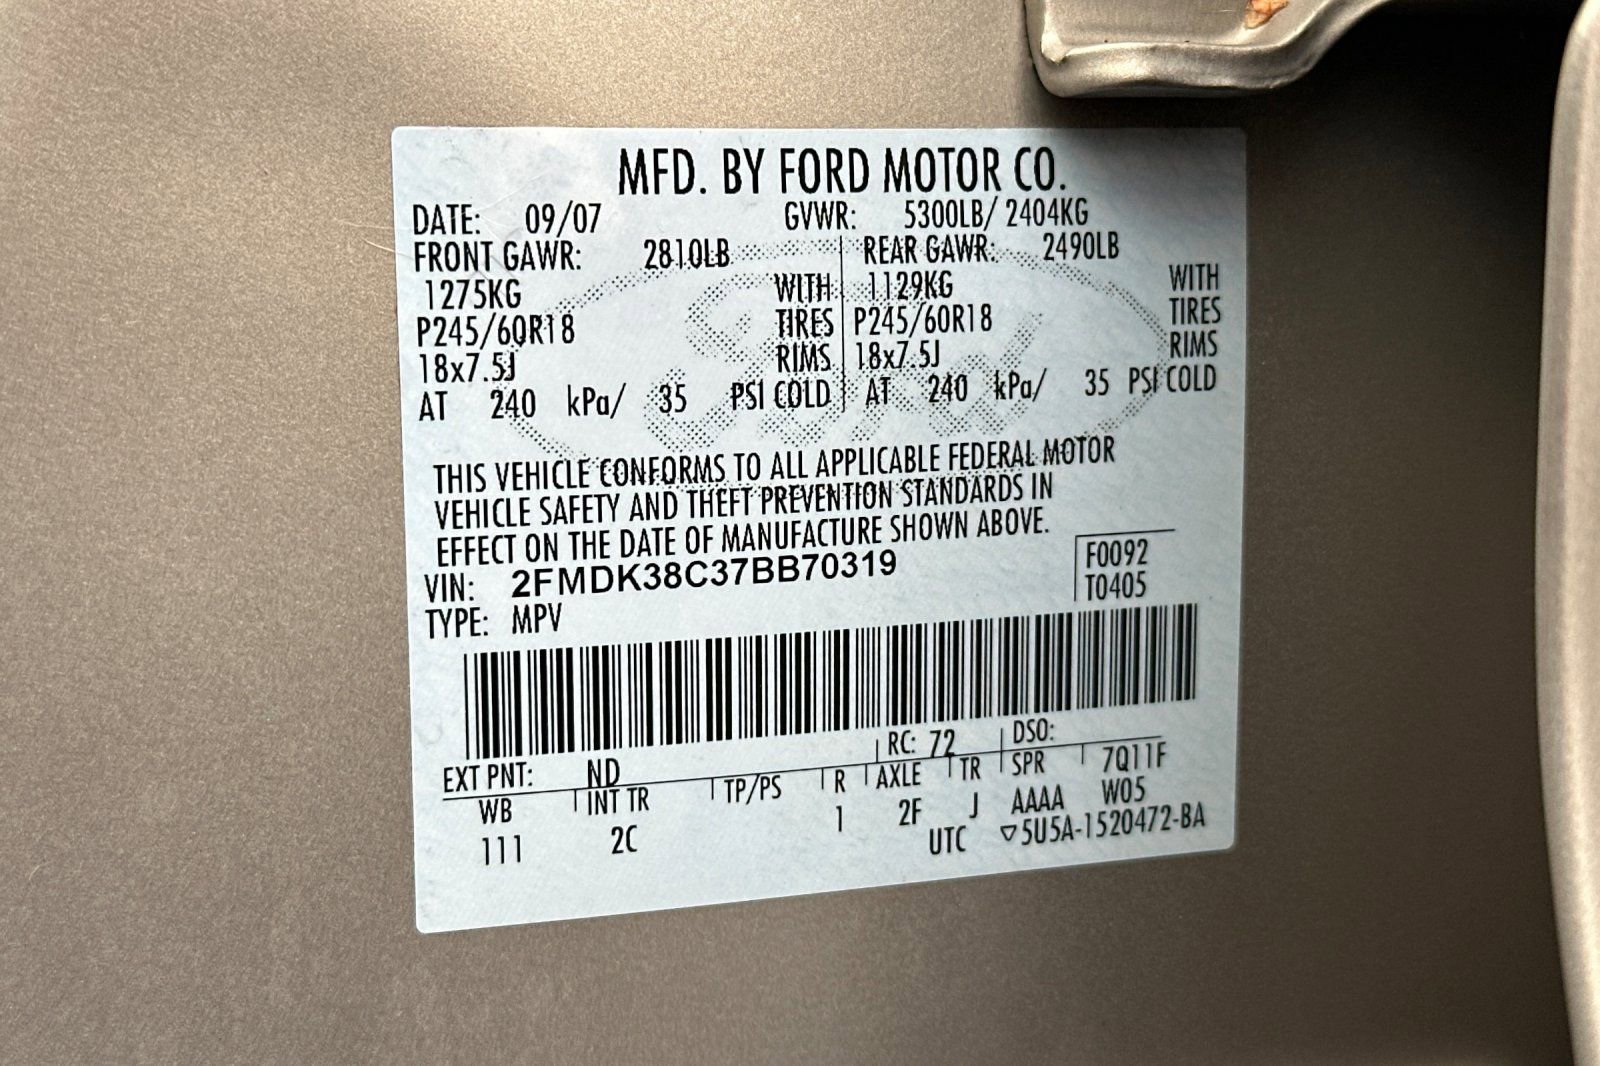 MFD. BY FORD MOTOR CO.
DATE: 09/07 GVWR: 5300LB/ 2404KG
FRONT GAWR: 2810LB REAR GAWR: 2490LB
1275KG WITH 1129KG WITH
P245/60R18 TIRES P245/60R18 TIRES
18x7.5J RIMS 18x7.5J RIMS
AT 240 kPa/ 35 PSI COLD AT 240 kPa/ 35 PSI COLD
THIS VEHICLE CONFORMS TO ALL APPLICABLE FEDERAL MOTOR
VEHICLE SAFETY AND THEFT PREVENTION STANDARDS IN
EFFECT ON THE DATE OF MANUFACTURE SHOWN ABOVE.
VIN: 2FMDK38C37BB70319 F0092
TYPE: MPV T0405
RC: 72 DSO:
EXT PNT: ND
WB INT TR TP/PS R AXLE TR SPR 7Q11F
111 2C 1 2F J AAAA W05
UTC ▽5U5A-1520472-BA